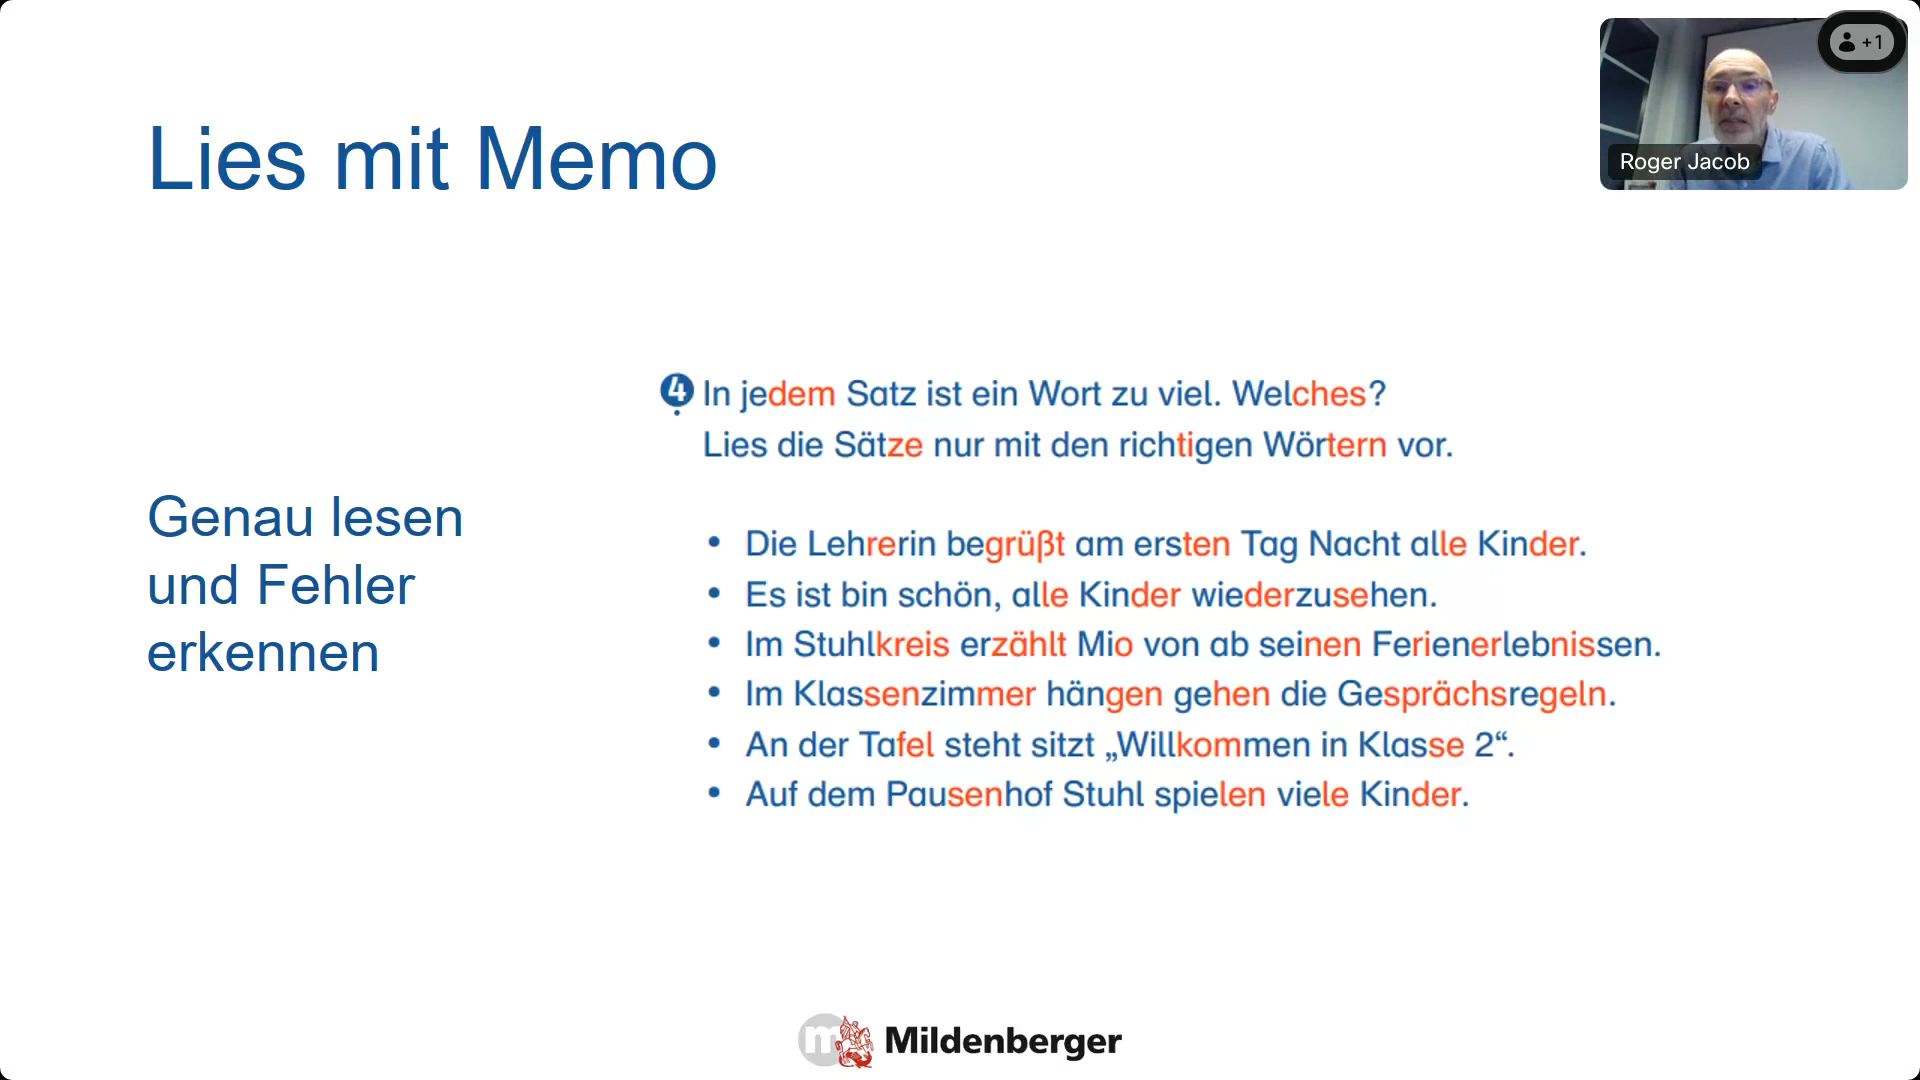 +1
Roger Jacob
Lies mit Memo
Genau lesen
und Fehler
erkennen
4 In jedem Satz ist ein Wort zu viel. Welches?
Lies die Sätze nur mit den richtigen Wörtern vor.
• Die Lehrerin begrüßt am ersten Tag Nacht alle Kinder.
• Es ist bin schön, alle Kinder wiederzusehen.
• Im Stuhlkreis erzählt Mio von ab seinen Ferienerlebnissen.
• Im Klassenzimmer hängen gehen die Gesprächsregeln.
• An der Tafel steht sitzt „Willkommen in Klasse 2“.
• Auf dem Pausenhof Stuhl spielen viele Kinder.
m Mildenberger